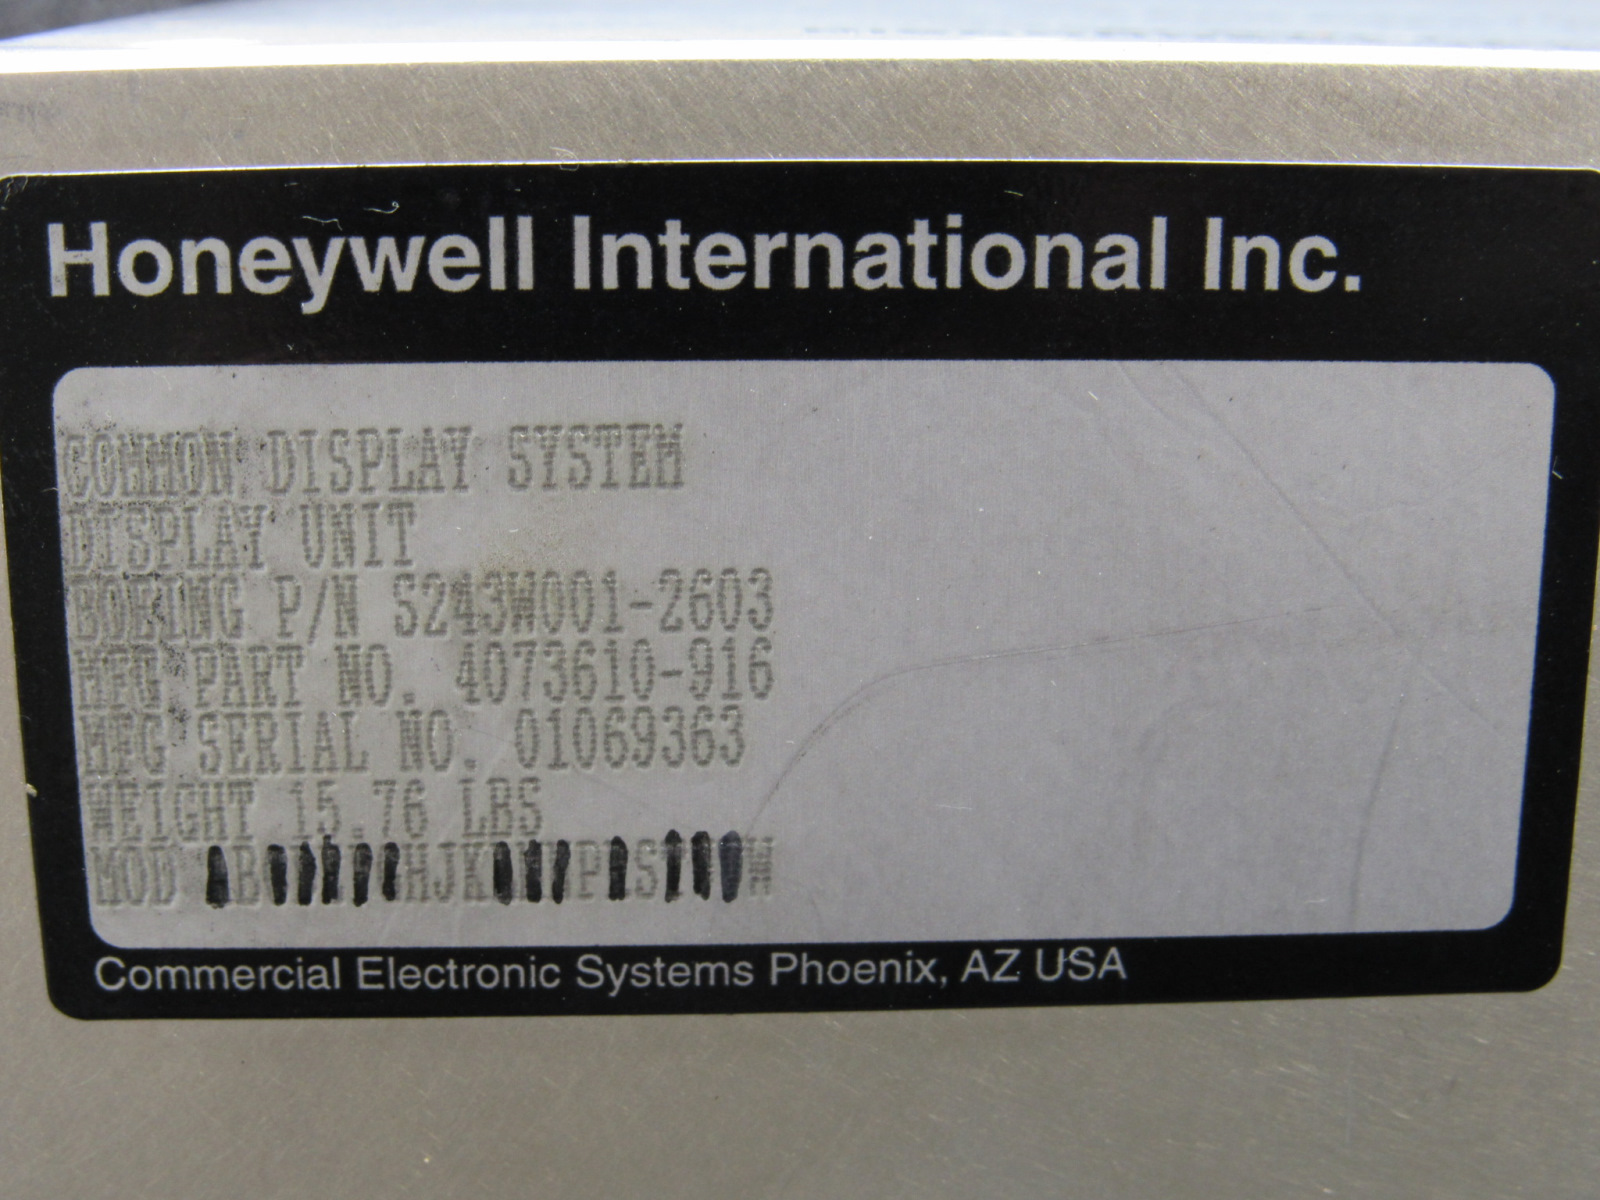 Honeywell International Inc.
COMMON DISPLAY SYSTEM
DISPLAY UNIT
BOEING P/N S243W001-2603
MFG PART NO. 4073610-916
MFG SERIAL NO. 01069363
WEIGHT 15.76 LBS
MOD
Commercial Electronic Systems Phoenix, AZ USA